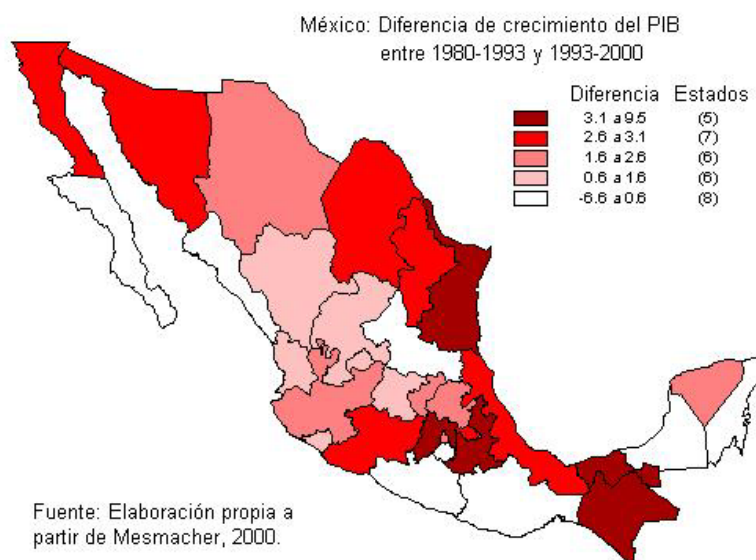 México: Diferencia de crecimiento del PIB
entre 1980-1993 y 1993-2000
Diferencia Estados
3.1 a 9.5 (5)
2.6 a 3.1 (7)
1.6 a 2.6 (6)
0.6 a 1.6 (6)
-6.6 a 0.6 (8)
Fuente: Elaboración propia a
partir de Mesmacher, 2000.